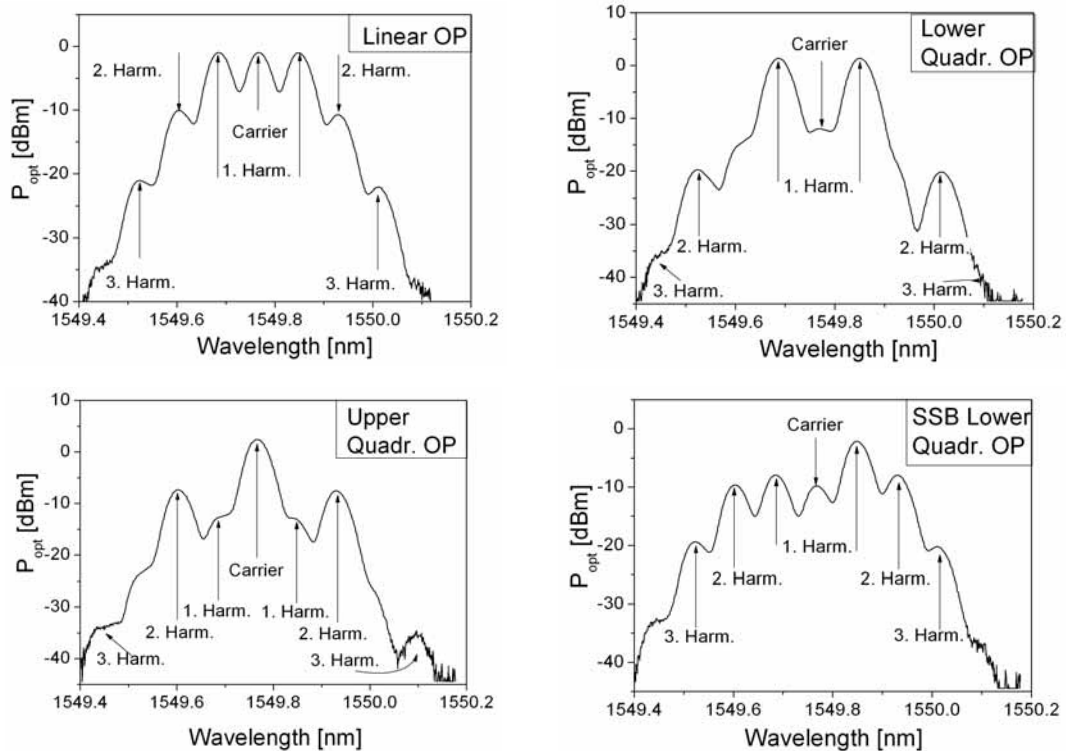 Linear OP
0
-10
-20
-30
-40
P_opt [dBm]
2. Harm.
2. Harm.
Carrier
1. Harm.
3. Harm.
3. Harm.
1549.4 1549.6 1549.8 1550.0 1550.2
Wavelength [nm]
Lower
Quadr. OP
10
0
-10
-20
-30
-40
P_opt [dBm]
Carrier
1. Harm.
2. Harm.
2. Harm.
3. Harm.
3. Harm.
1549.4 1549.6 1549.8 1550.0 1550.2
Wavelength [nm]
Upper
Quadr. OP
10
0
-10
-20
-30
-40
P_opt [dBm]
Carrier
1. Harm.
1. Harm.
2. Harm.
2. Harm.
3. Harm.
3. Harm.
1549.4 1549.6 1549.8 1550.0 1550.2
Wavelength [nm]
SSB Lower
Quadr. OP
0
-10
-20
-30
-40
P_opt [dBm]
Carrier
1. Harm.
2. Harm.
2. Harm.
3. Harm.
3. Harm.
1549.4 1549.6 1549.8 1550.0 1550.2
Wavelength [nm]